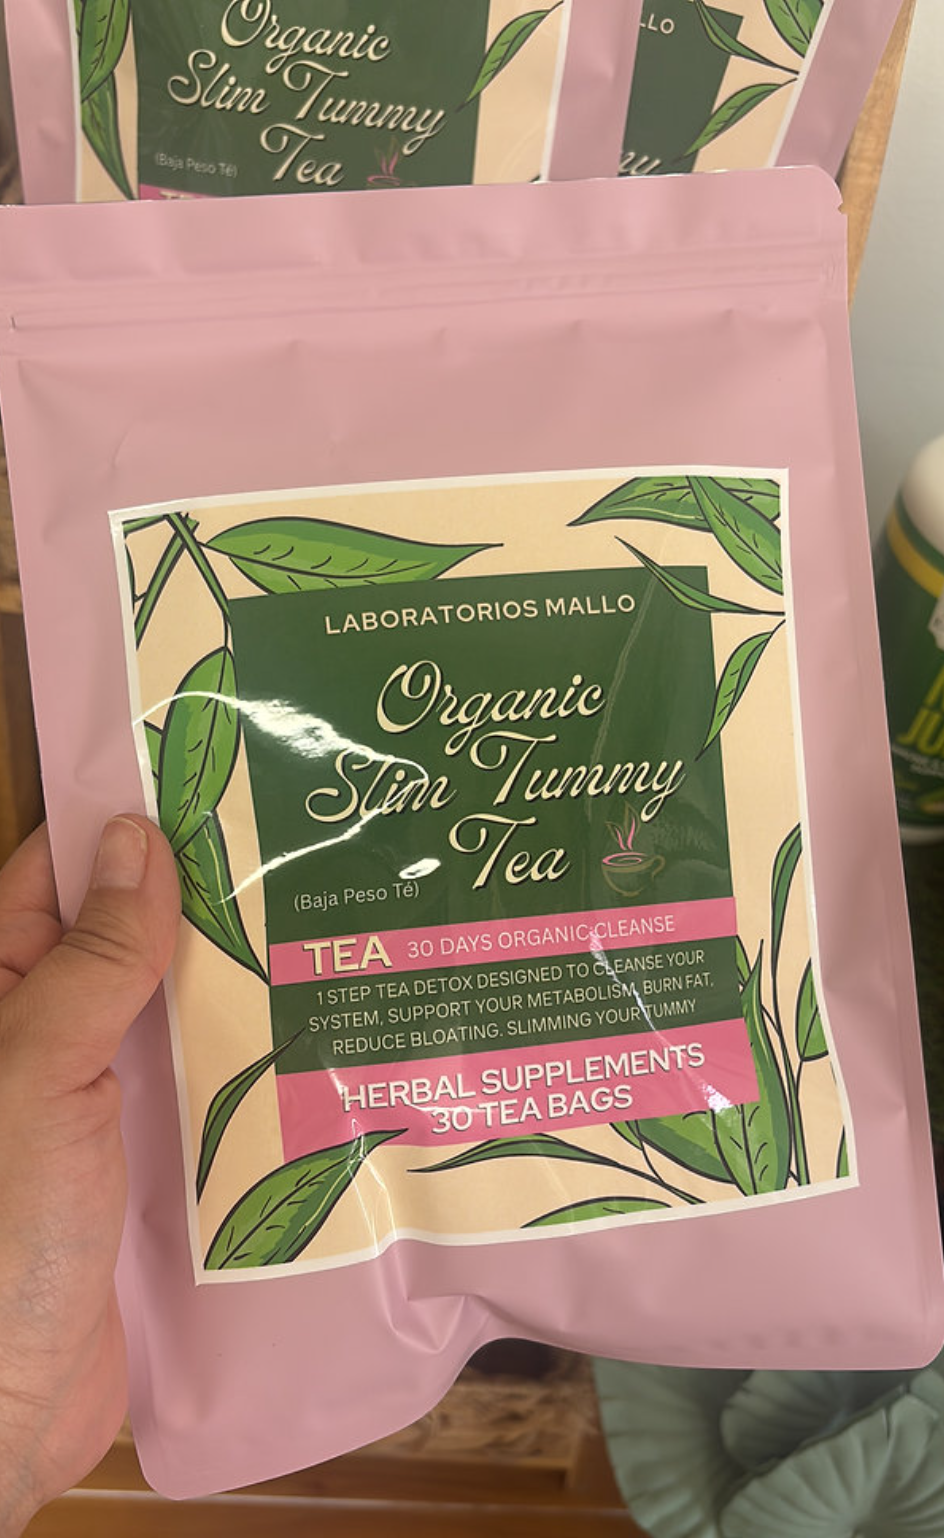 Organic
Slim Tummy
Tea
(Baja Peso Té)
LABORATORIOS MALLO
Organic
Slim Tummy
Tea
(Baja Peso Té)
TEA 30 DAYS ORGANIC CLEANSE
1 STEP TEA DETOX DESIGNED TO CLEANSE YOUR
SYSTEM, SUPPORT YOUR METABOLISM, BURN FAT,
REDUCE BLOATING. SLIMMING YOUR TUMMY
HERBAL SUPPLEMENTS
30 TEA BAGS